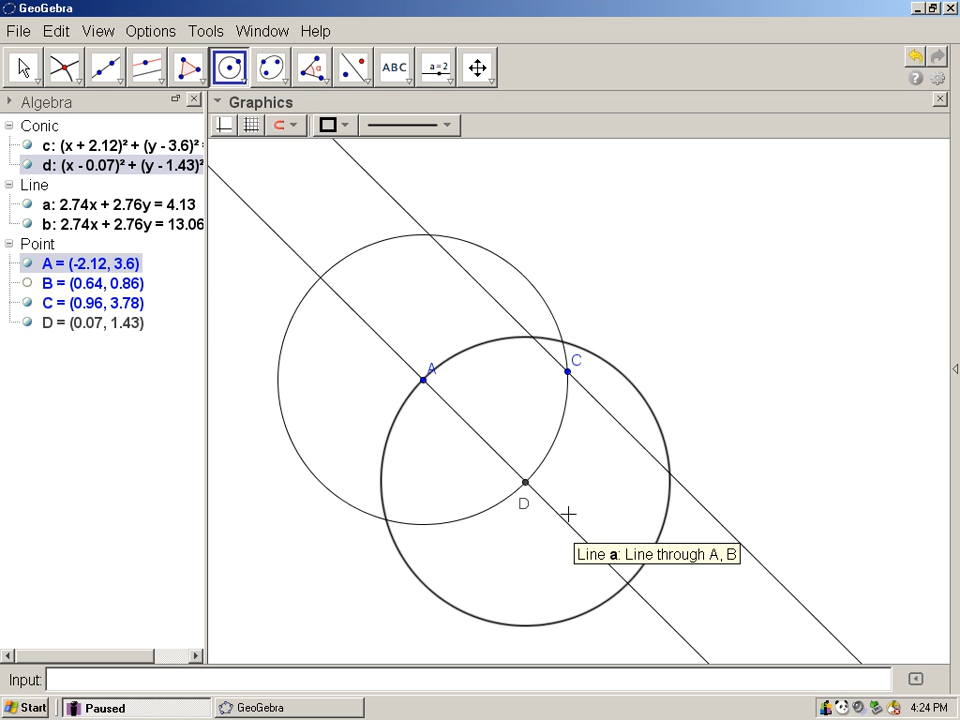 GeoGebra
File Edit View Options Tools Window Help
ABC
a=2
Algebra
Graphics
Conic
c: (x + 2.12)² + (y - 3.6)²
d: (x - 0.07)² + (y - 1.43)²
Line
a: 2.74x + 2.76y = 4.13
b: 2.74x + 2.76y = 13.06
Point
A = (-2.12, 3.6)
B = (0.64, 0.86)
C = (0.96, 3.78)
D = (0.07, 1.43)
A
C
D
Line a: Line through A, B
Input:
Start Paused GeoGebra 4:24 PM